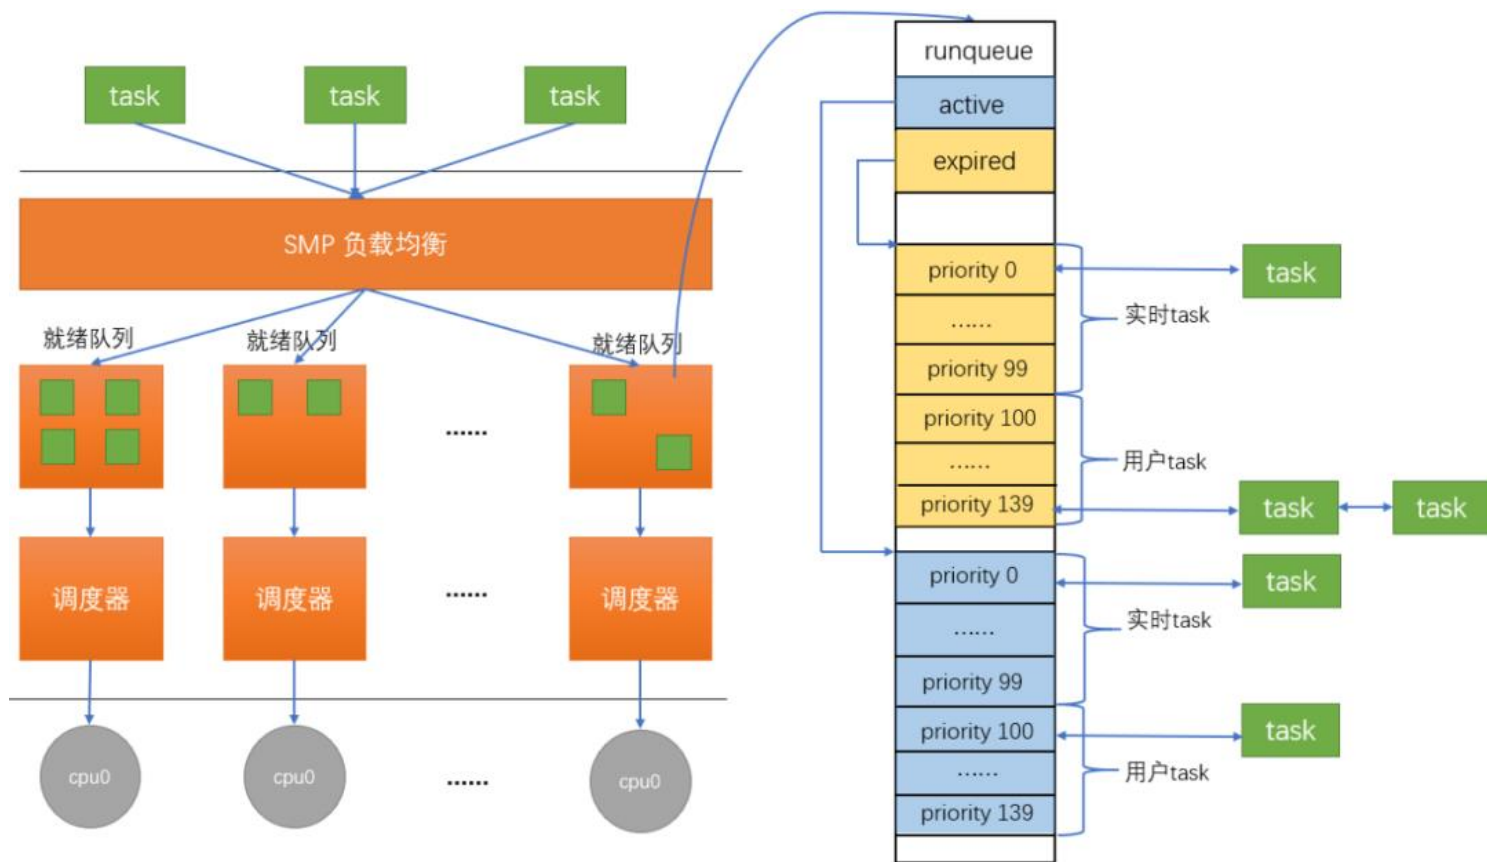 task
task
task
SMP 负载均衡
就绪队列
就绪队列
就绪队列
......
调度器
调度器
......
调度器
cpu0
cpu0
......
cpu0
runqueue
active
expired
priority 0
task
……
实时task
priority 99
priority 100
……
用户task
priority 139
task
task
priority 0
task
……
实时task
priority 99
priority 100
task
……
用户task
priority 139